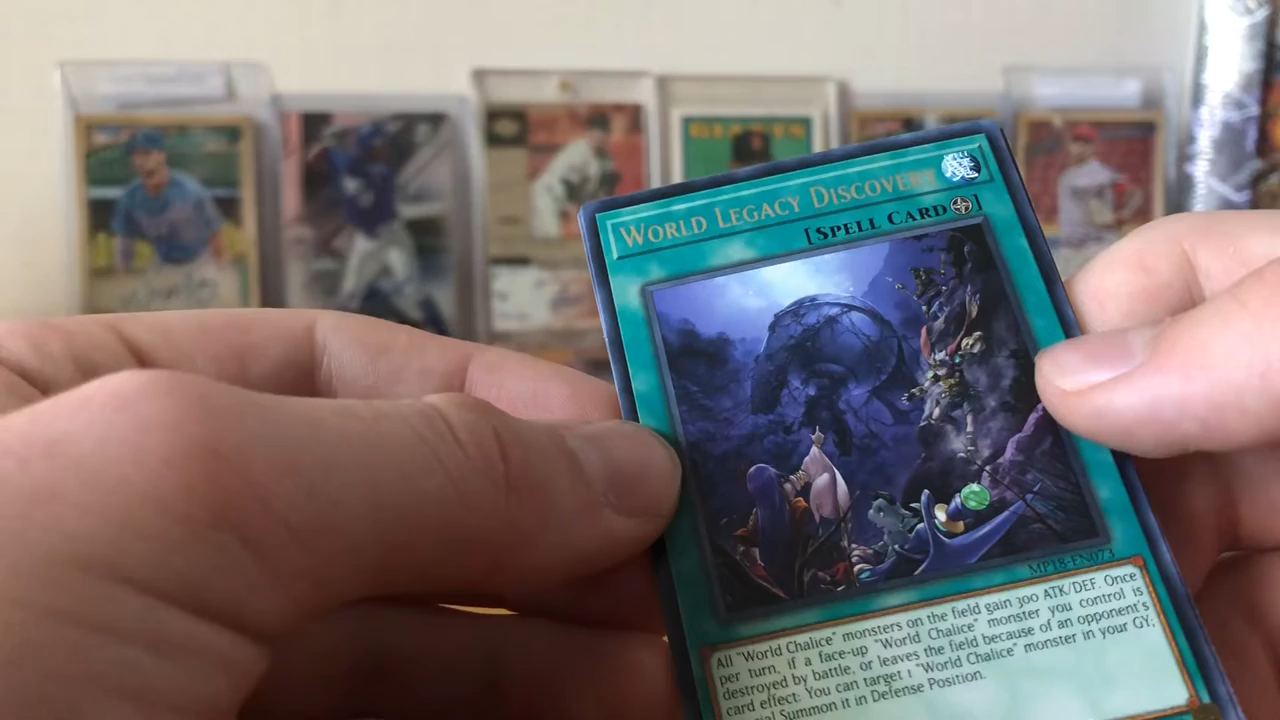 GIANTS
WORLD LEGACY DISCOVERY
[SPELL CARD]
MP18-EN073
All "World Chalice" monsters on the field gain 300 ATK/DEF. Once
per turn, if a face-up "World Chalice" monster you control is
destroyed by battle, or leaves the field because of an opponent's
card effect: You can target 1 "World Chalice" monster in your GY;
Summon it in Defense Position.